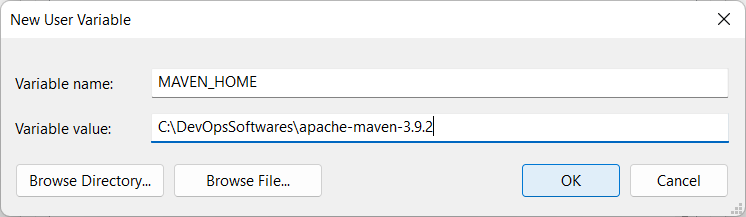 New User Variable
Variable name: MAVEN_HOME
Variable value: C:\DevOpsSoftwares\apache-maven-3.9.2
Browse Directory... Browse File... OK Cancel